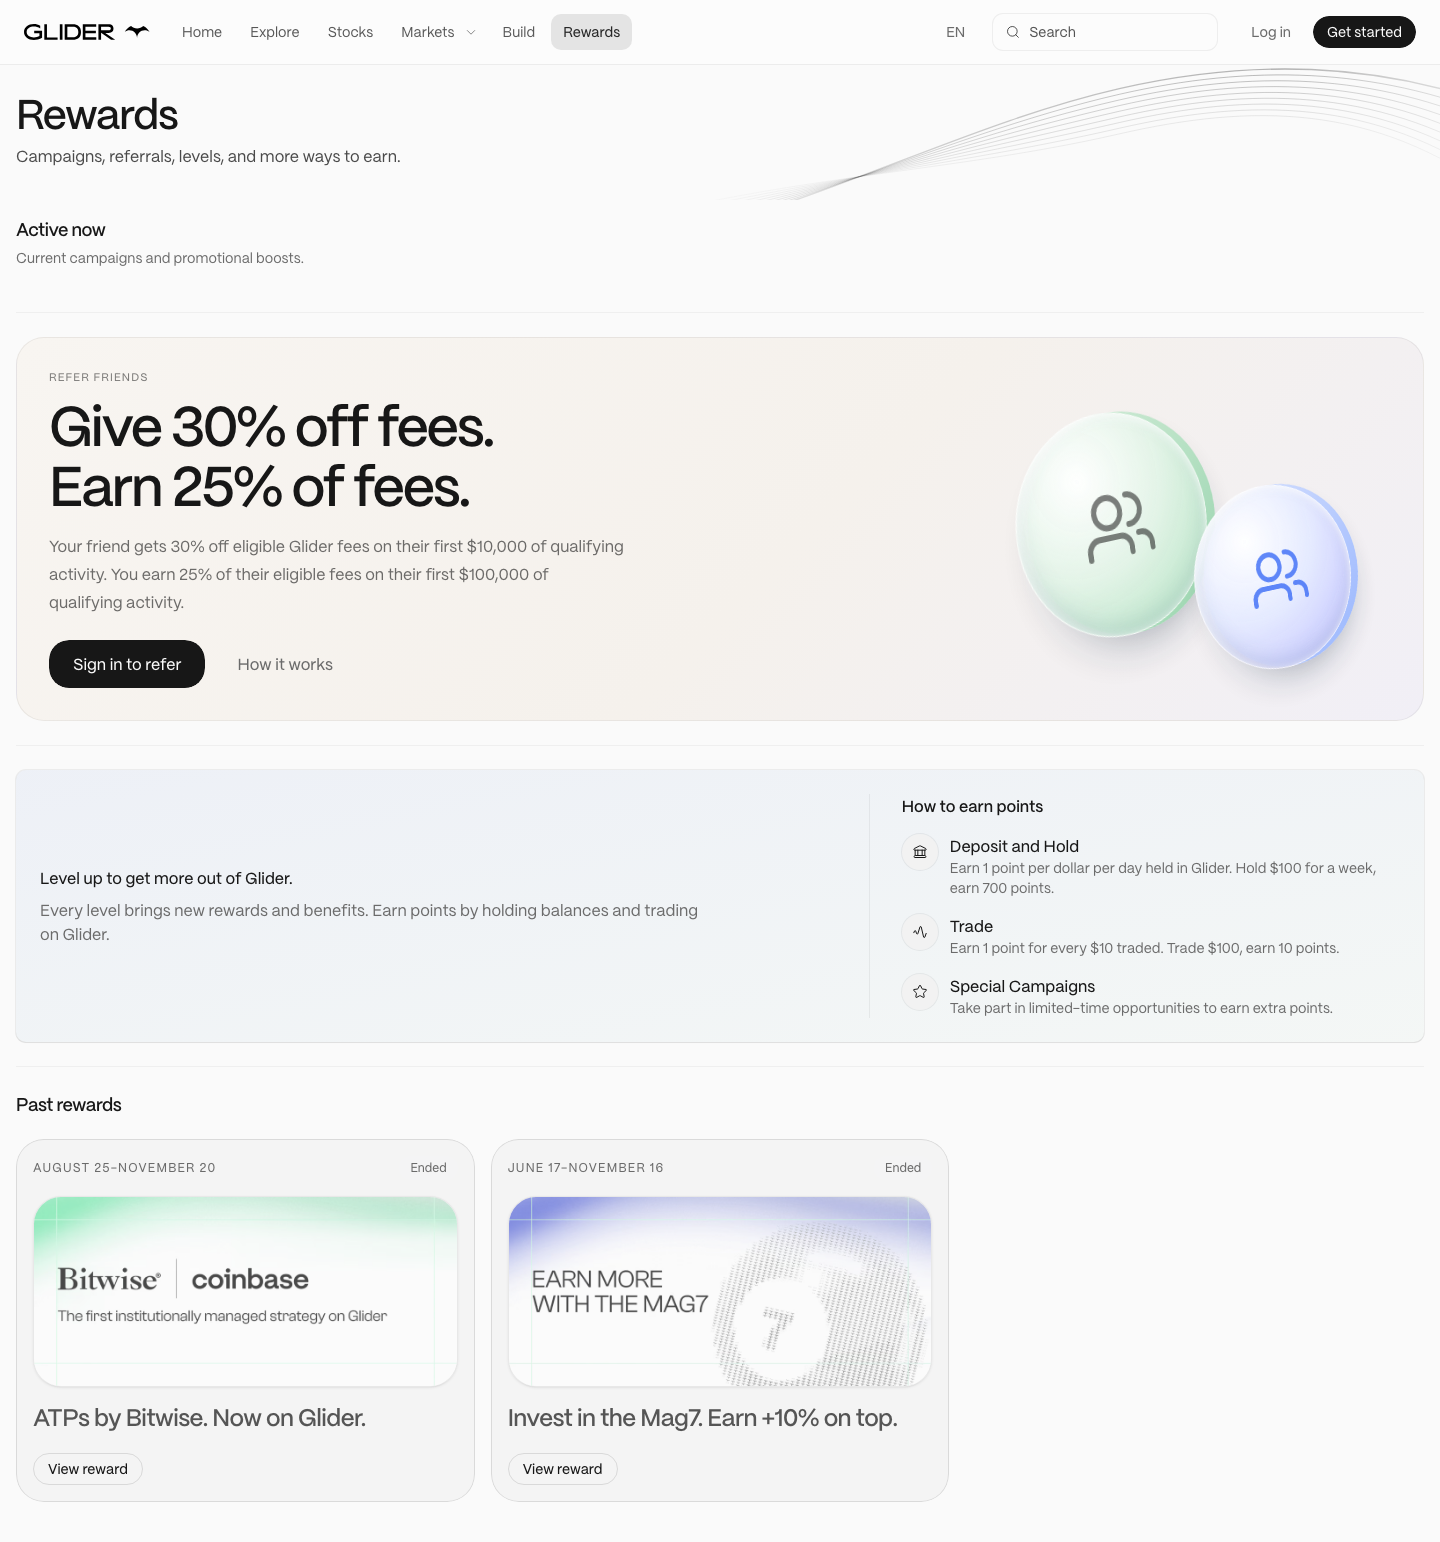 GLIDER
Home
Explore
Stocks
Markets
Build
Rewards
EN
Search
Log in
Get started
Rewards
Campaigns, referrals, levels, and more ways to earn.
Active now
Current campaigns and promotional boosts.
REFER FRIENDS
Give 30% off fees.
Earn 25% of fees.
Your friend gets 30% off eligible Glider fees on their first $10,000 of qualifying
activity. You earn 25% of their eligible fees on their first $100,000 of
qualifying activity.
Sign in to refer
How it works
Level up to get more out of Glider.
Every level brings new rewards and benefits. Earn points by holding balances and trading
on Glider.
How to earn points
Deposit and Hold
Earn 1 point per dollar per day held in Glider. Hold $100 for a week,
earn 700 points.
Trade
Earn 1 point for every $10 traded. Trade $100, earn 10 points.
Special Campaigns
Take part in limited-time opportunities to earn extra points.
Past rewards
AUGUST 25–NOVEMBER 20
Ended
Bitwise® | coinbase
The first institutionally managed strategy on Glider
ATPs by Bitwise. Now on Glider.
View reward
JUNE 17–NOVEMBER 16
Ended
EARN MORE
WITH THE MAG7
7
Invest in the Mag7. Earn +10% on top.
View reward